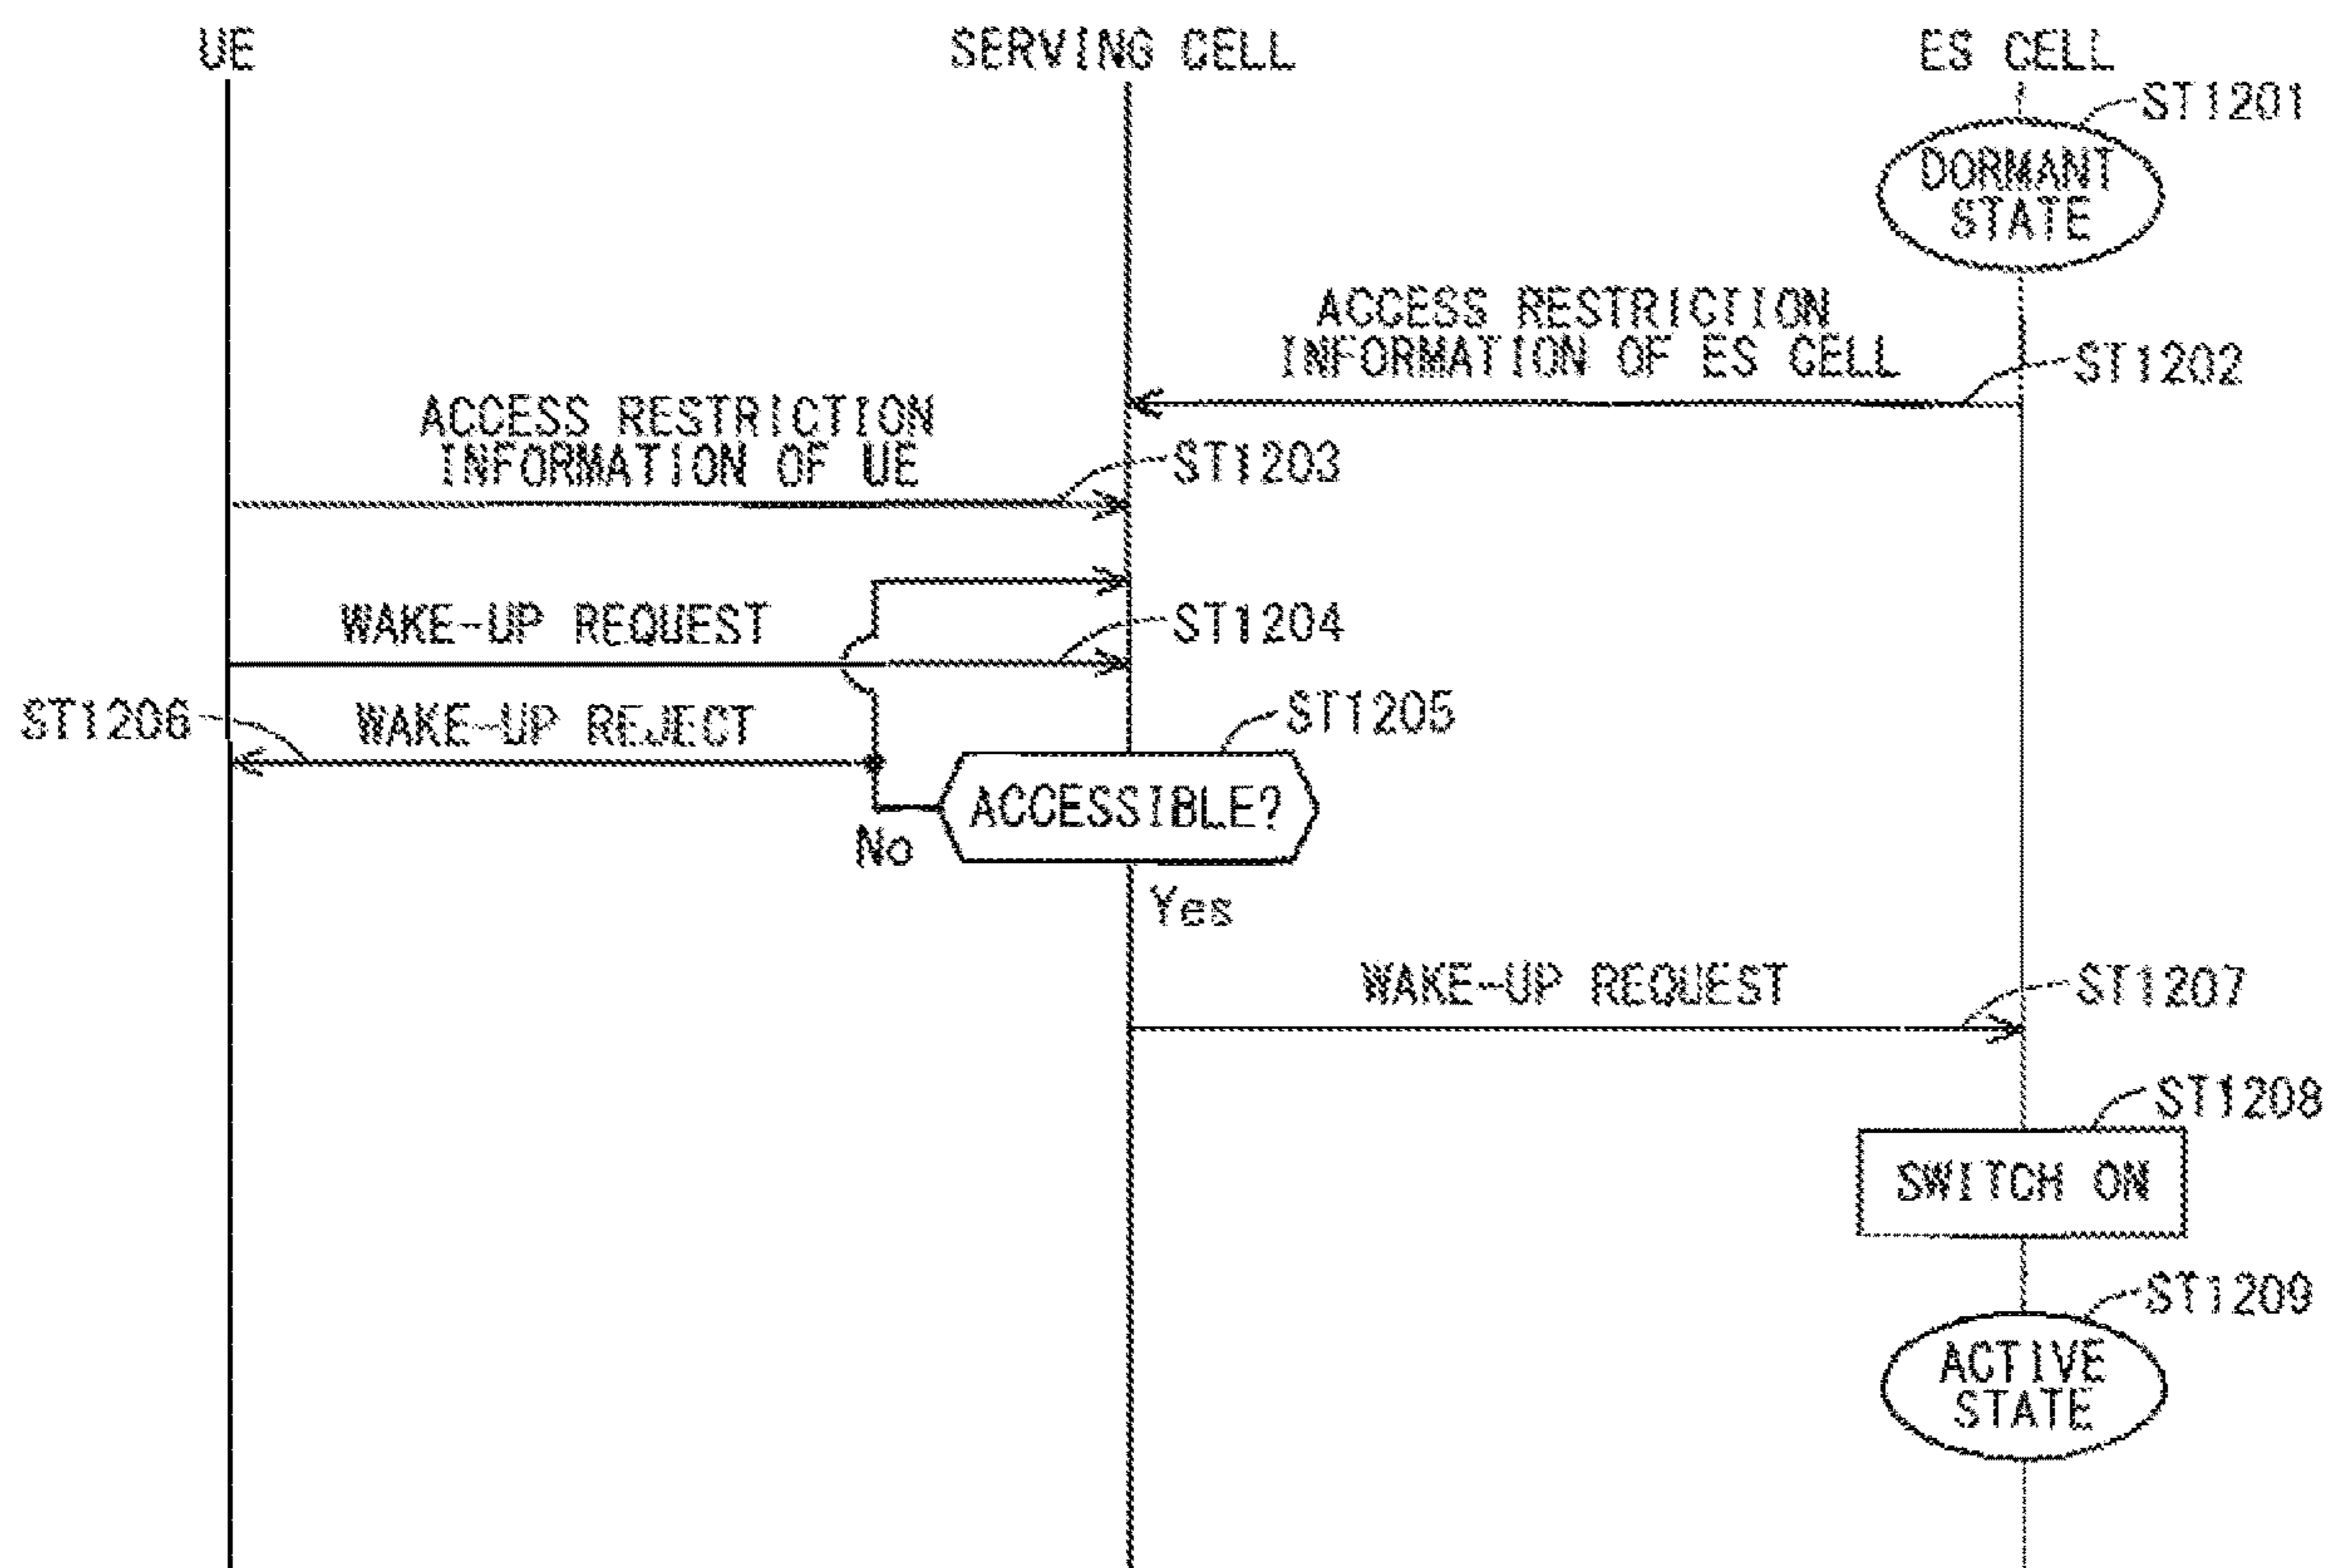 UE
SERVING CELL
ES CELL
ST1201
DORMANT
STATE
ACCESS RESTRICTION
INFORMATION OF ES CELL
ST1202
ACCESS RESTRICTION
INFORMATION OF UE
ST1203
WAKE-UP REQUEST
ST1204
ST1206
WAKE-UP REJECT
ST1205
ACCESSIBLE?
No
Yes
WAKE-UP REQUEST
ST1207
ST1208
SWITCH ON
ST1209
ACTIVE
STATE